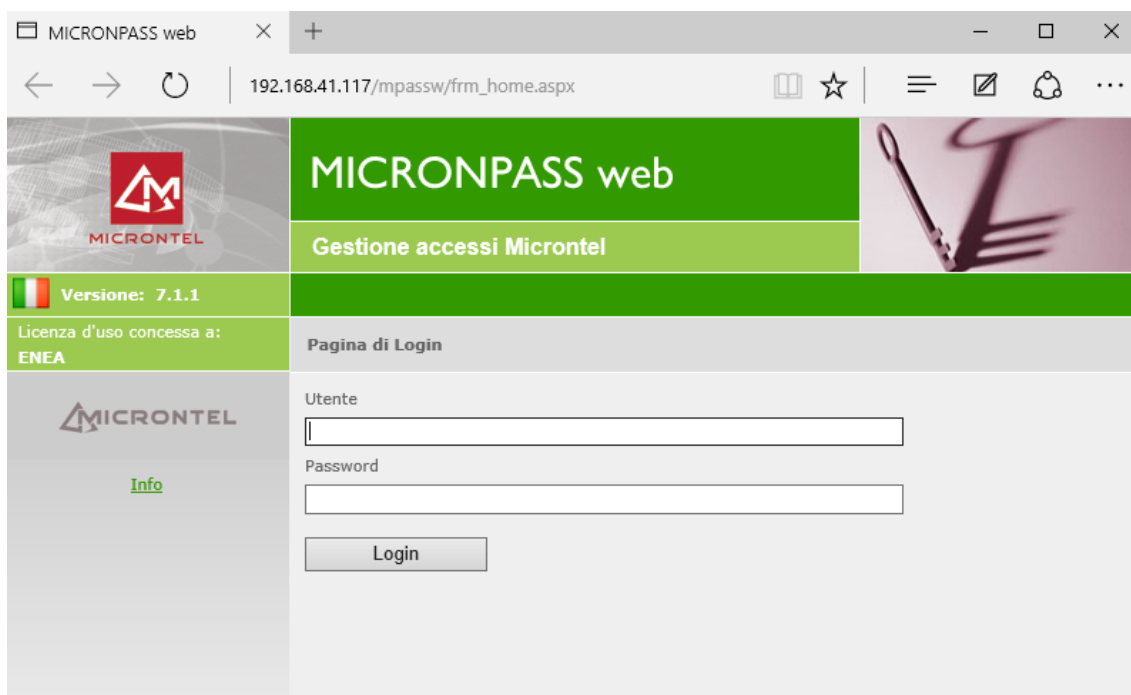 MICRONPASS web
192.168.41.117/mpassw/frm_home.aspx
MICRONTEL
MICRONPASS web
Gestione accessi Microntel
Versione: 7.1.1
Licenza d'uso concessa a:
ENEA
Pagina di Login
MICRONTEL
Info
Utente
Password
Login